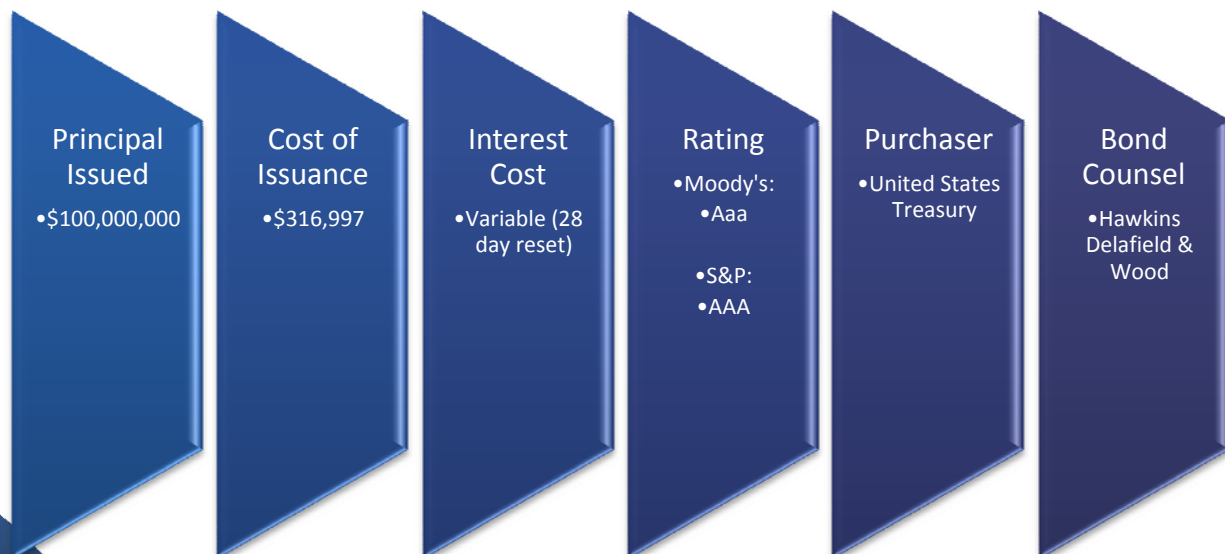 Principal
Issued
•$100,000,000
Cost of
Issuance
•$316,997
Interest
Cost
•Variable (28
day reset)
Rating
•Moody's:
•Aaa
•S&P:
•AAA
Purchaser
•United States
Treasury
Bond
Counsel
•Hawkins
Delafield &
Wood